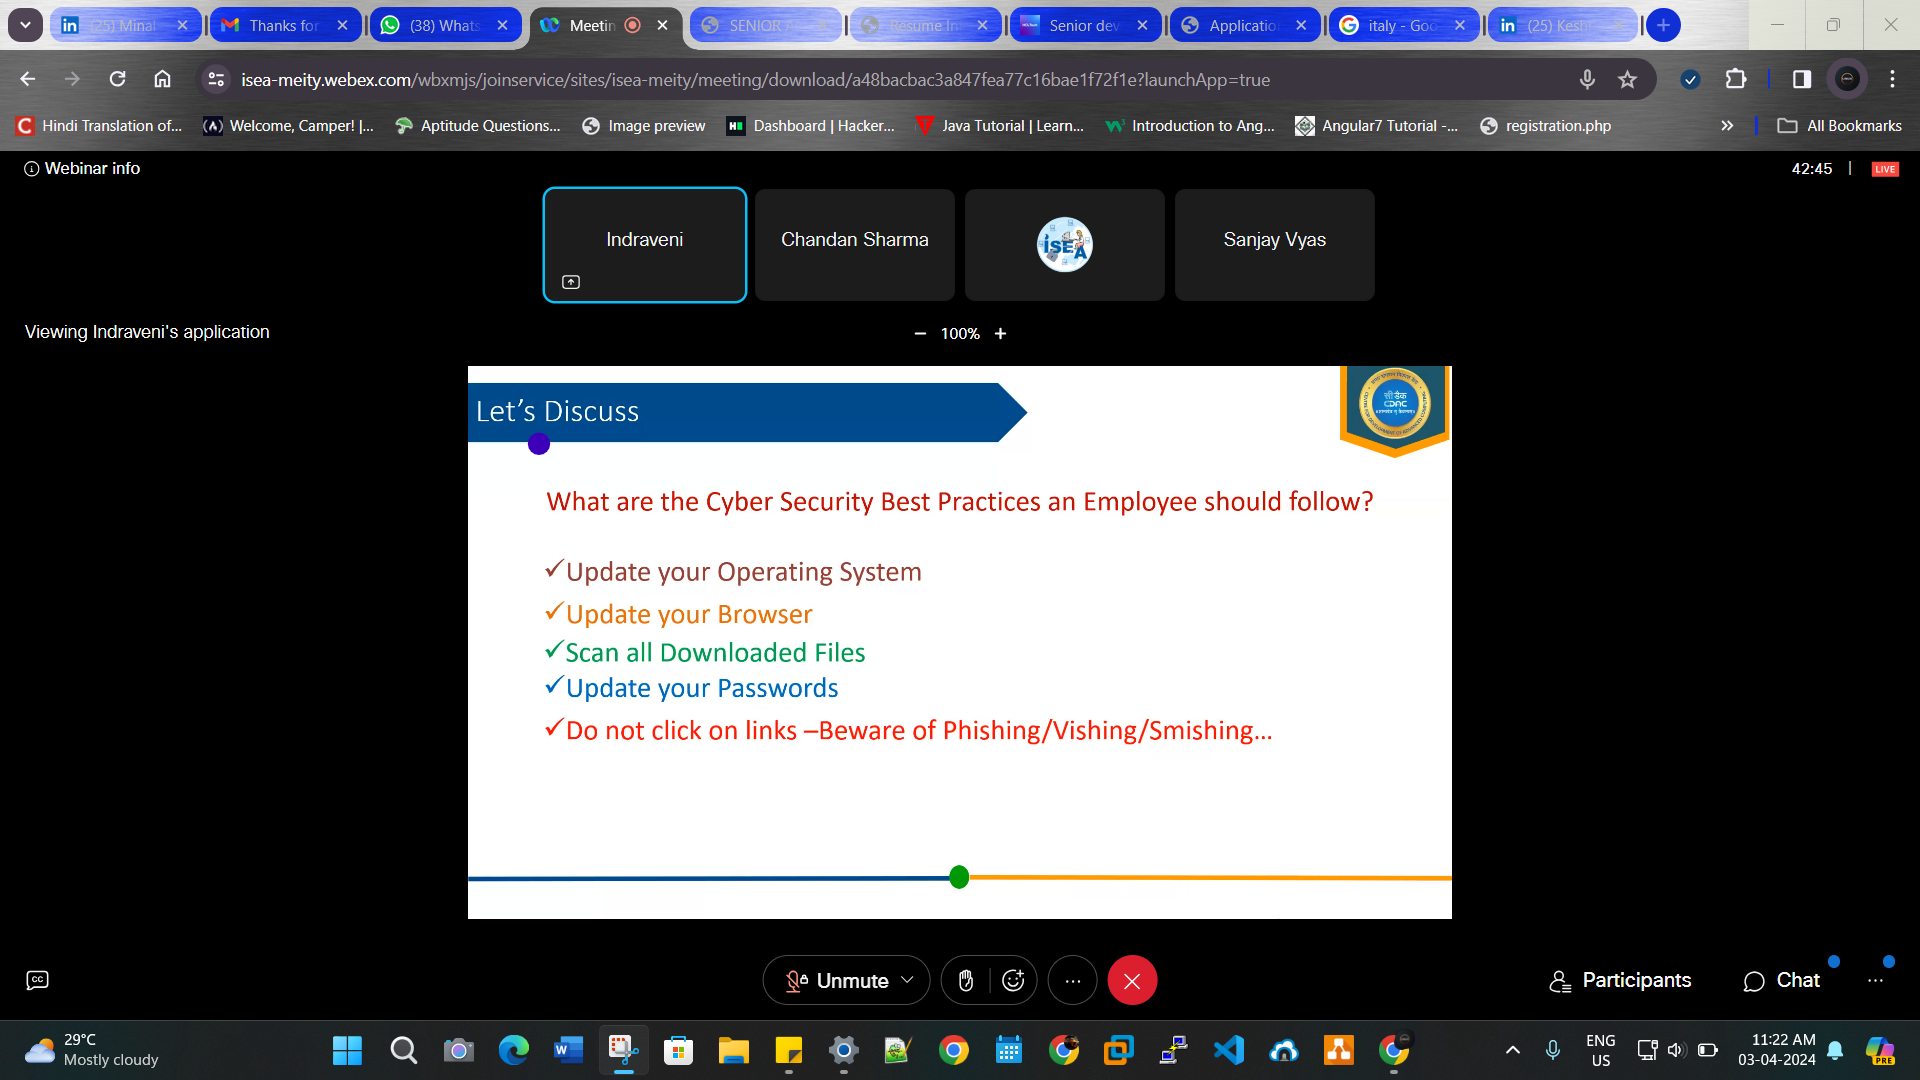 (25) Minal
Thanks for
(38) Whats
Meetin
SENIOR
Resume In
Senior dev
Applicatio
italy - Goo
(25) Kesh
isea-meity.webex.com/wbxmjs/joinservice/sites/isea-meity/meeting/download/a48bacbac3a847fea77c16bae1f72f1e?launchApp=true
Hindi Translation of...
Welcome, Camper! |...
Aptitude Questions...
Image preview
Dashboard | Hacker...
Java Tutorial | Learn...
Introduction to Ang...
Angular7 Tutorial -...
registration.php
All Bookmarks
Webinar info
42:45
LIVE
Indraveni
Chandan Sharma
ISEA
Sanjay Vyas
Viewing Indraveni's application
100%
Let's Discuss
सी डैक
CDAC
What are the Cyber Security Best Practices an Employee should follow?
✓Update your Operating System
✓Update your Browser
✓Scan all Downloaded Files
✓Update your Passwords
✓Do not click on links –Beware of Phishing/Vishing/Smishing...
CC
Unmute
Participants
Chat
29°C
Mostly cloudy
ENG
US
11:22 AM
03-04-2024
PRE